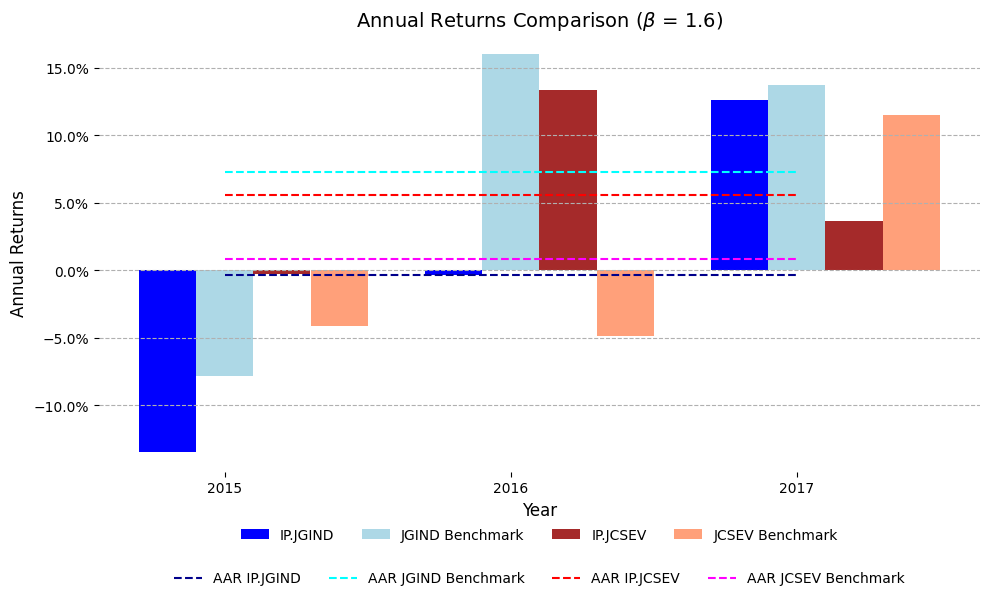 Annual Returns Comparison (β = 1.6)
15.0%
10.0%
5.0%
0.0%
−5.0%
−10.0%
Annual Returns
2015 2016 2017
Year
IP.JGIND JGIND Benchmark IP.JCSEV JCSEV Benchmark
AAR IP.JGIND AAR JGIND Benchmark AAR IP.JCSEV AAR JCSEV Benchmark